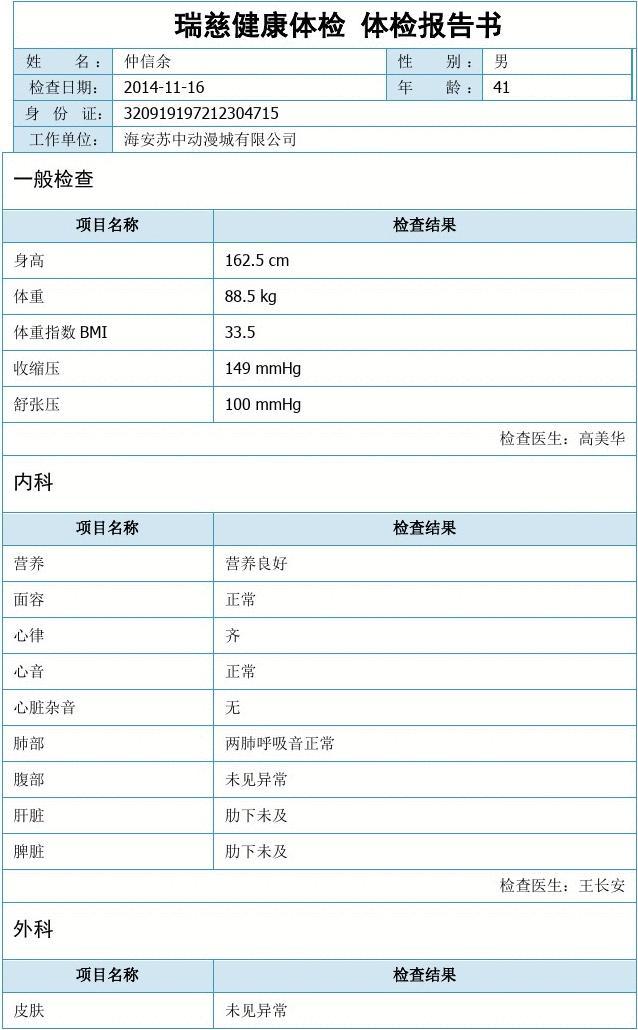 瑞慈健康体检 体检报告书
姓 名： 仲信余 性 别： 男
检查日期： 2014-11-16 年 龄： 41
身 份 证： 320919197212304715
工作单位： 海安苏中动漫城有限公司
一般检查
项目名称 检查结果
身高 162.5 cm
体重 88.5 kg
体重指数 BMI 33.5
收缩压 149 mmHg
舒张压 100 mmHg
检查医生：高美华
内科
项目名称 检查结果
营养 营养良好
面容 正常
心律 齐
心音 正常
心脏杂音 无
肺部 两肺呼吸音正常
腹部 未见异常
肝脏 肋下未及
脾脏 肋下未及
检查医生：王长安
外科
项目名称 检查结果
皮肤 未见异常